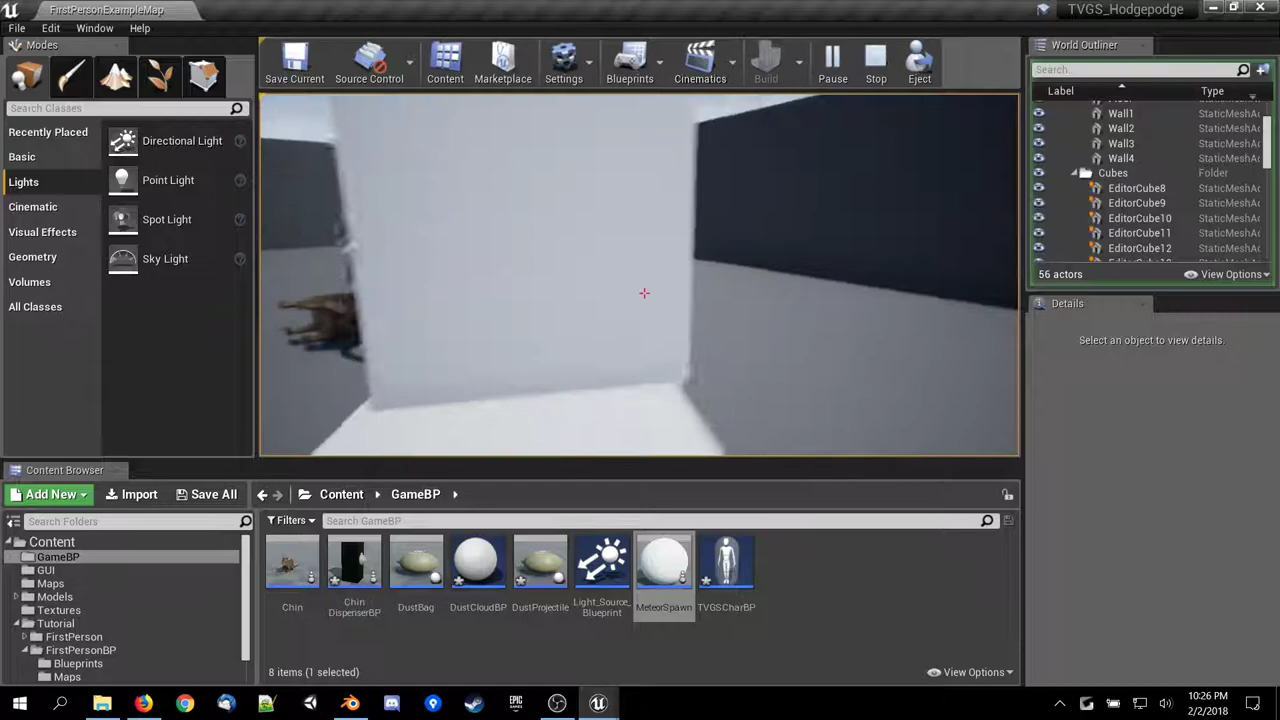 FirstPersonExampleMap
TVGS_Hodgepodge
File Edit Window Help
Modes
Search Classes
Recently Placed
Basic
Lights
Cinematic
Visual Effects
Geometry
Volumes
All Classes
Directional Light
Point Light
Spot Light
Sky Light
Save Current
Source Control
Content
Marketplace
Settings
Blueprints
Cinematics
Build
Pause
Stop
Eject
World Outliner
Search.
Label Type
Wall1 StaticMeshAc
Wall2 StaticMeshAc
Wall3 StaticMeshAc
Wall4 StaticMeshAc
Cubes Folder
EditorCube8 StaticMeshAc
EditorCube9 StaticMeshAc
EditorCube10 StaticMeshAc
EditorCube11 StaticMeshAc
EditorCube12 StaticMeshAc
56 actors View Options
Details
Select an object to view details.
Content Browser
Add New Import Save All Content GameBP
Search Folders
Content
GameBP
GUI
Maps
Models
Textures
Tutorial
FirstPerson
FirstPersonBP
Blueprints
Maps
Filters Search GameBP
Chin
Chin
DispenserBP
DustBag
DustCloudBP
DustProjectile
Light_Source_
Blueprint
MeteorSpawn
TVGSCharBP
8 items (1 selected) View Options
EPIC
GAMES
10:26 PM
2/2/2018